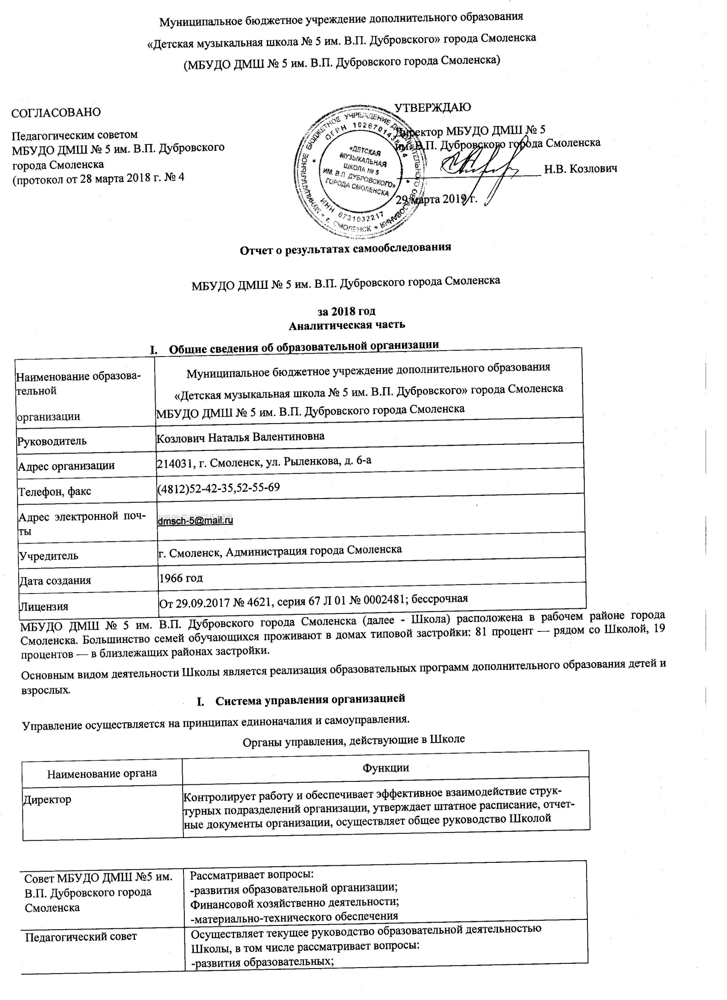 Муниципальное бюджетное учреждение дополнительного образования
«Детская музыкальная школа № 5 им. В.П. Дубровского» города Смоленска
(МБУДО ДМШ № 5 им. В.П. Дубровского города Смоленска)
СОГЛАСОВАНО
Педагогическим советом
МБУДО ДМШ № 5 им. В.П. Дубровского
города Смоленска
(протокол от 28 марта 2018 г. № 4
УТВЕРЖДАЮ
Директор МБУДО ДМШ № 5
им. В.П. Дубровского города Смоленска
Н.В. Козлович
29 марта 2019 г.
МУНИЦИПАЛЬНОЕ БЮДЖЕТНОЕ УЧРЕЖДЕНИЕ ДОПОЛНИТЕЛЬНОГО ОБРАЗОВАНИЯ * г. СМОЛЕНСК *
ОГРН
ИНН 6731032217
«ДЕТСКАЯ
МУЗЫКАЛЬНАЯ
ШКОЛА № 5
ИМ. В.П. ДУБРОВСКОГО»
ГОРОДА СМОЛЕНСКА
Отчет о результатах самообследования
МБУДО ДМШ № 5 им. В.П. Дубровского города Смоленска
за 2018 год
Аналитическая часть
I. Общие сведения об образовательной организации
Наименование образова-
тельной
организации
Муниципальное бюджетное учреждение дополнительного образования
«Детская музыкальная школа № 5 им. В.П. Дубровского» города Смоленска
МБУДО ДМШ № 5 им. В.П. Дубровского города Смоленска
Руководитель
Козлович Наталья Валентиновна
Адрес организации
214031, г. Смоленск, ул. Рыленкова, д. 6-а
Телефон, факс
(4812)52-42-35,52-55-69
Адрес электронной поч-
ты
dmsch-5@mail.ru
Учредитель
г. Смоленск, Администрация города Смоленска
Дата создания
1966 год
Лицензия
От 29.09.2017 № 4621, серия 67 Л 01 № 0002481; бессрочная
МБУДО ДМШ № 5 им. В.П. Дубровского города Смоленска (далее - Школа) расположена в рабочем районе города
Смоленска. Большинство семей обучающихся проживают в домах типовой застройки: 81 процент — рядом со Школой, 19
процентов — в близлежащих районах застройки.
Основным видом деятельности Школы является реализация образовательных программ дополнительного образования детей и
взрослых.
I. Система управления организацией
Управление осуществляется на принципах единоначалия и самоуправления.
Органы управления, действующие в Школе
Наименование органа
Функции
Директор
Контролирует работу и обеспечивает эффективное взаимодействие струк-
турных подразделений организации, утверждает штатное расписание, отчет-
ные документы организации, осуществляет общее руководство Школой
Совет МБУДО ДМШ №5 им.
В.П. Дубровского города
Смоленска
Рассматривает вопросы:
-развития образовательной организации;
Финансовой хозяйственно деятельности;
-материально-технического обеспечения
Педагогический совет
Осуществляет текущее руководство образовательной деятельностью
Школы, в том числе рассматривает вопросы:
-развития образовательных;